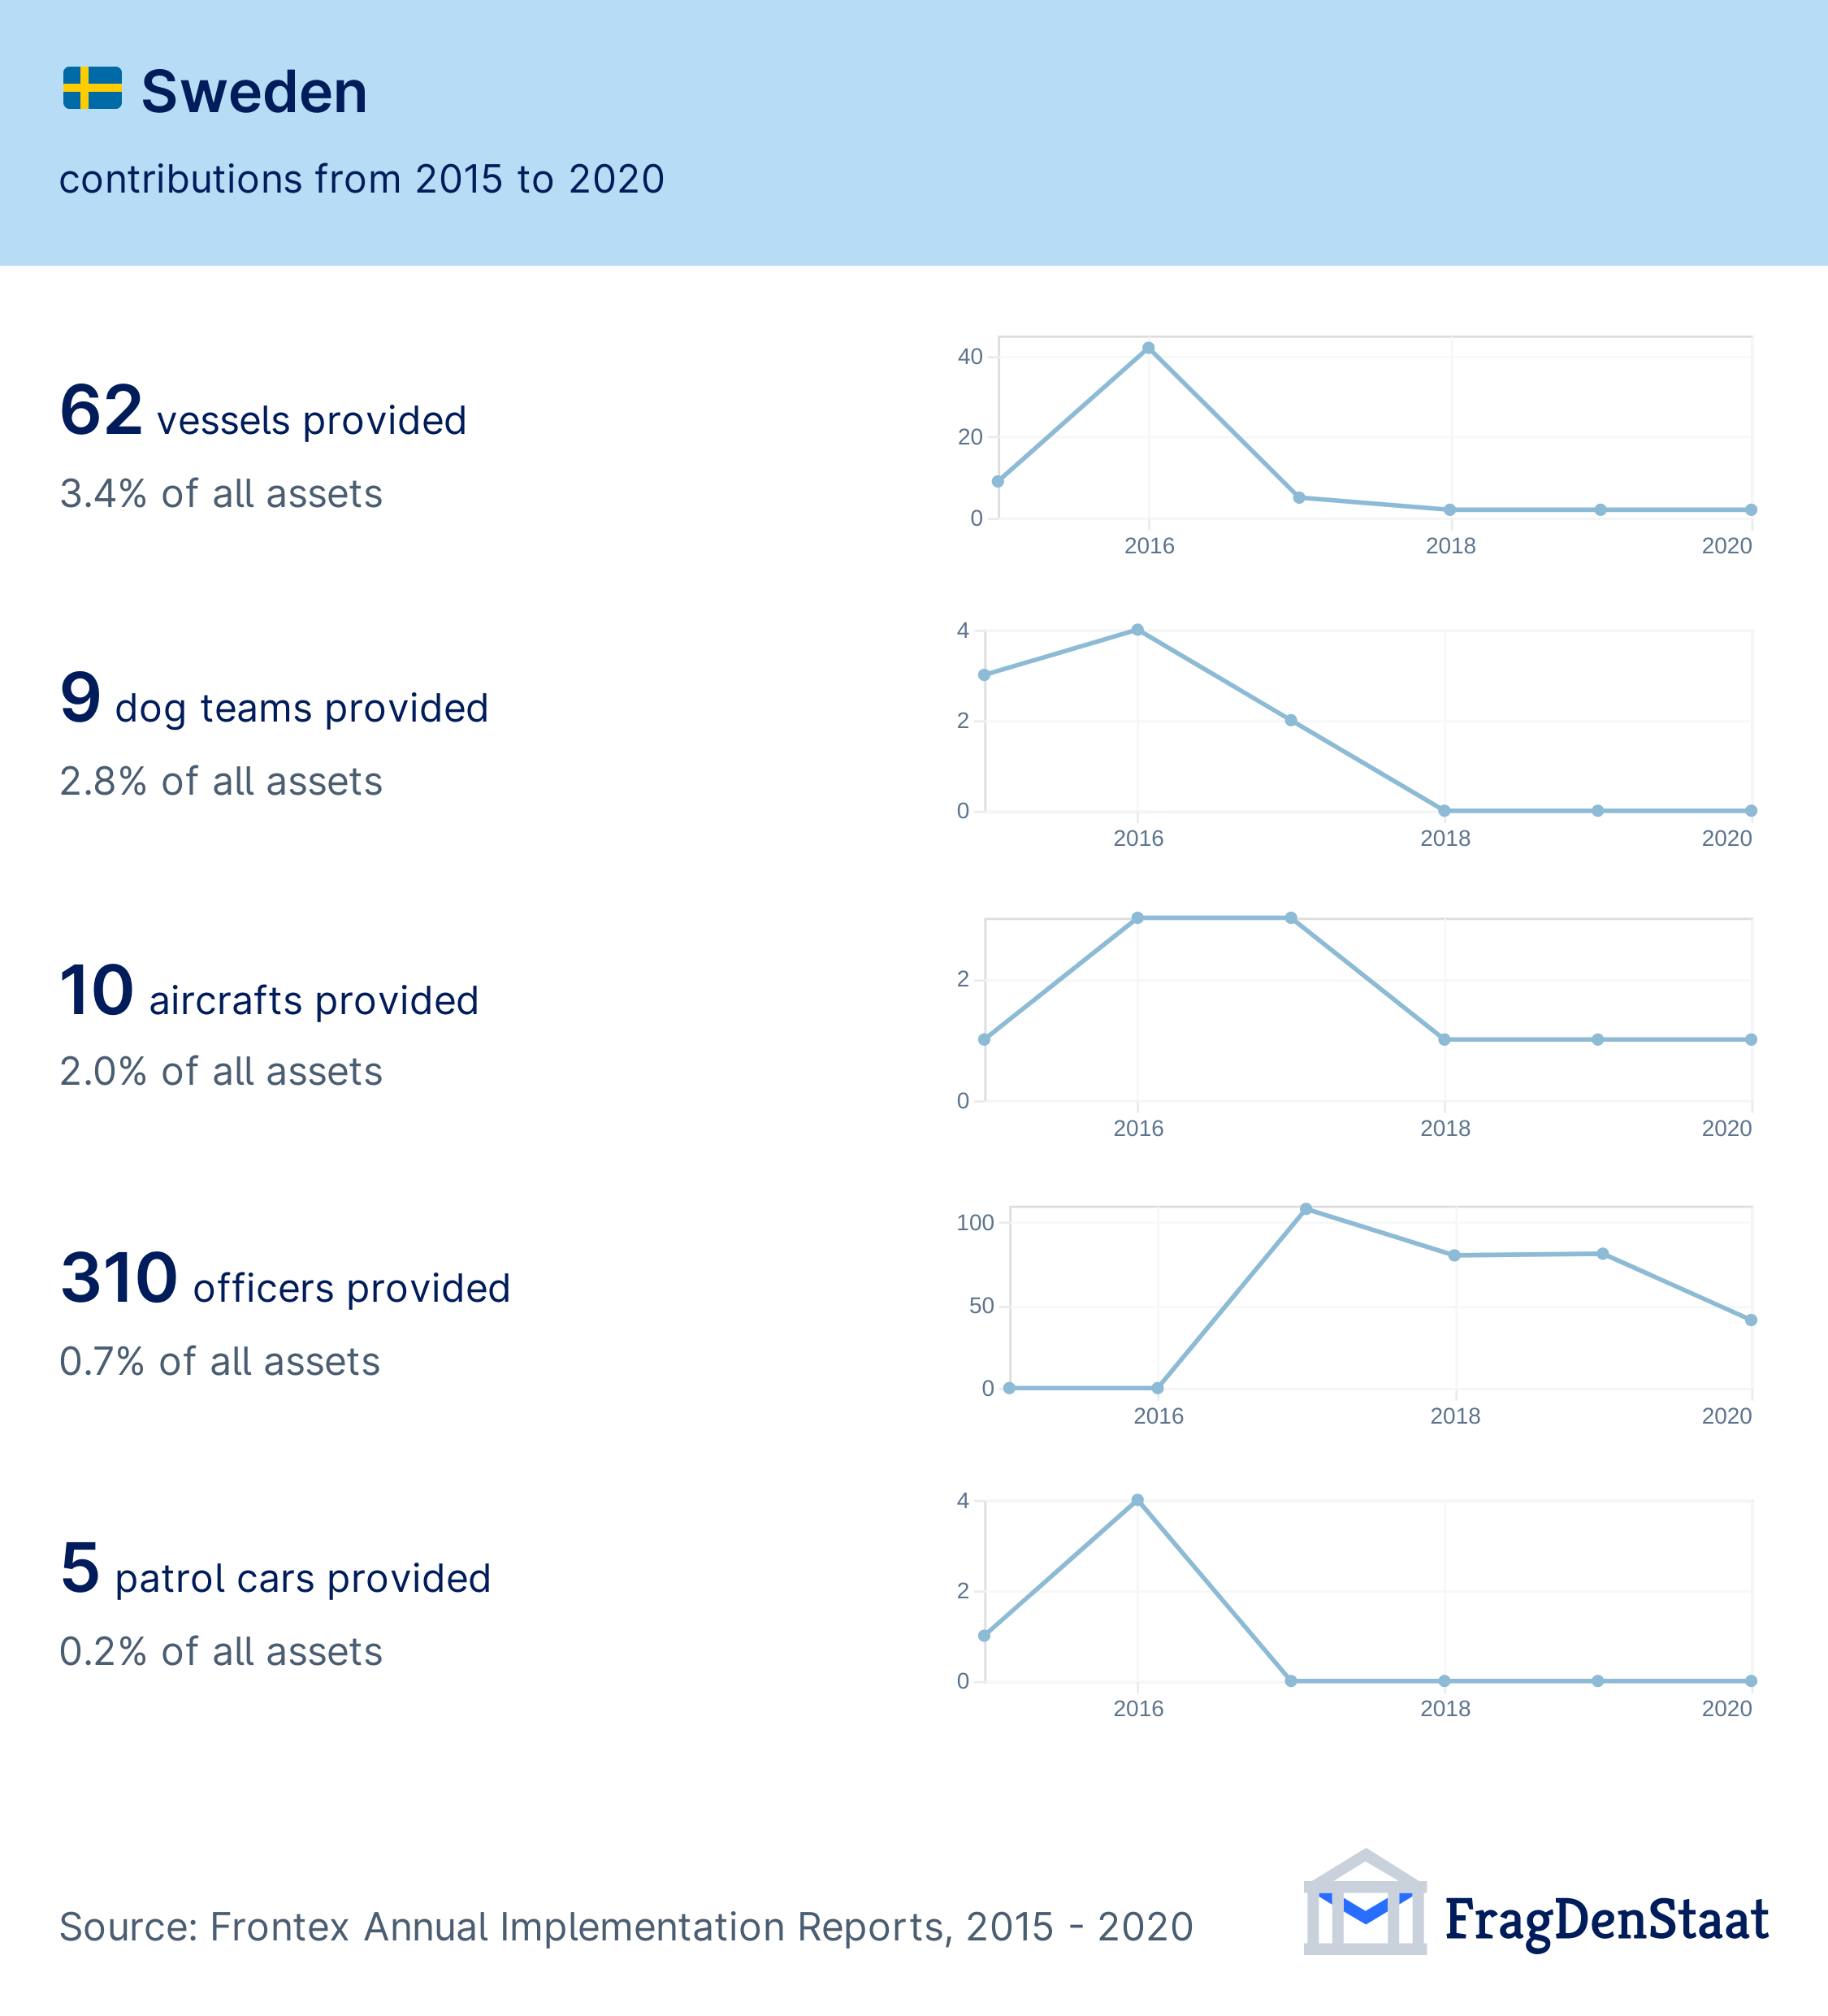 Sweden
contributions from 2015 to 2020
62 vessels provided
3.4% of all assets
40
20
0
2016 2018 2020
9 dog teams provided
2.8% of all assets
4
2
0
2016 2018 2020
10 aircrafts provided
2.0% of all assets
2
0
2016 2018 2020
310 officers provided
0.7% of all assets
100
50
0
2016 2018 2020
5 patrol cars provided
0.2% of all assets
4
2
0
2016 2018 2020
Source: Frontex Annual Implementation Reports, 2015 - 2020
FragDenStaat